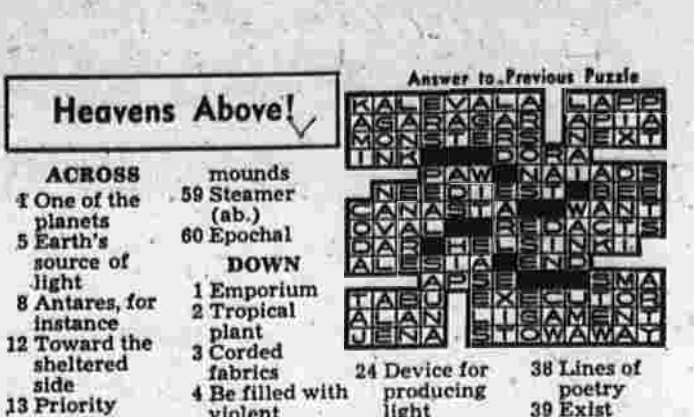 Heavens Above!
ACROSS
1 One of the
planets
5 Earth's
source of
light
8 Antares, for
instance
12 Toward the
sheltered
side
13 Priority
mounds
59 Steamer
(ab.)
60 Epochal
DOWN
1 Emporium
2 Tropical
plant
3 Corded
fabrics
4 Be filled with
violent
Answer to Previous Puzzle
KALEVALA LAPP
AGARAGAR APIA
MONSTERS NEXT
INK DORA
PAW NAIADS
NEEDIEST BEE
CANASTA WANTS
OVAL REDACTS
DAR HELSINKI
ALESIA END
APSE SMA
TABU EXECUTOR
ALAN LIGAMENT
JENA STOWAWAY
24 Device for
producing
light
38 Lines of
poetry
39 Exist